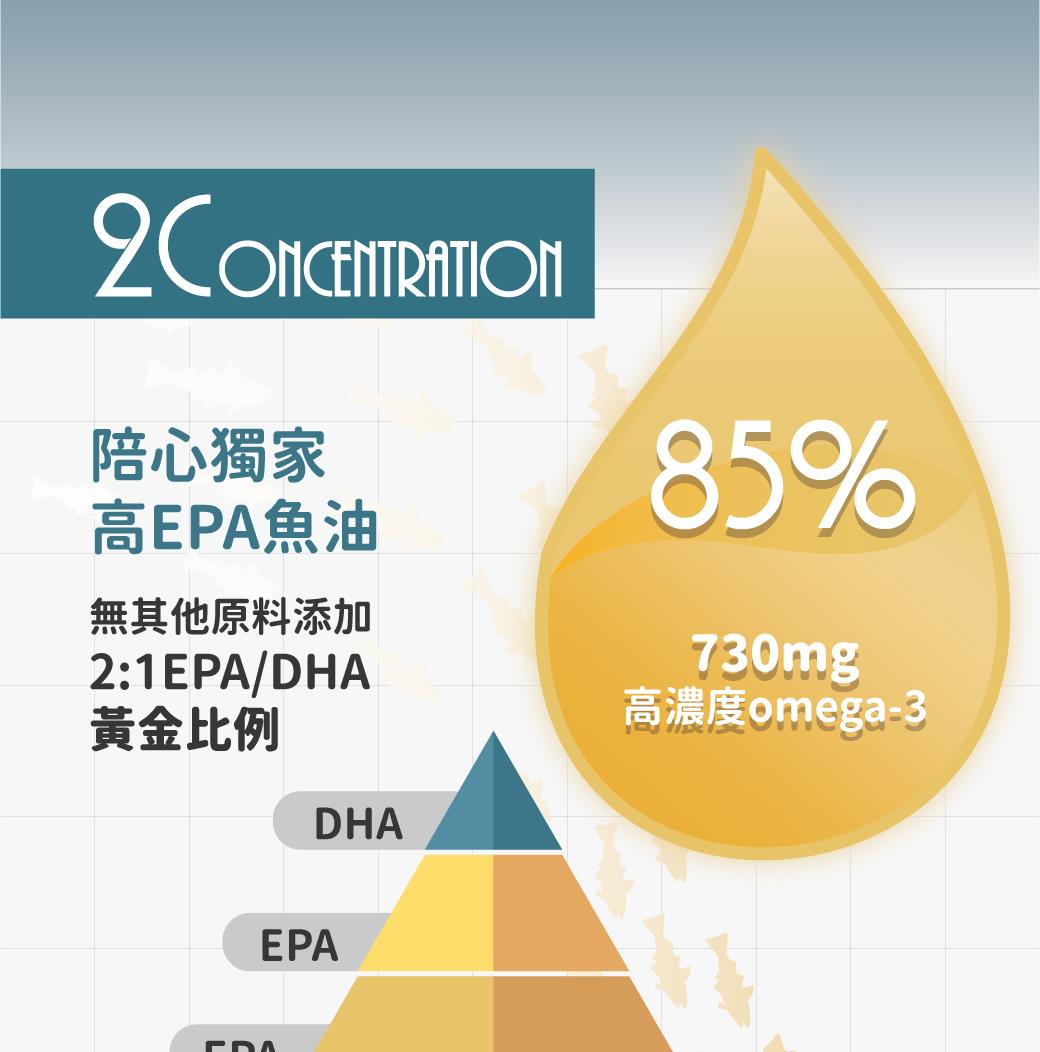 2CONCENTRATION
陪心獨家
高EPA魚油
無其他原料添加
2:1EPA/DHA
黃金比例
85%
730mg
高濃度omega-3
DHA
EPA
EPA